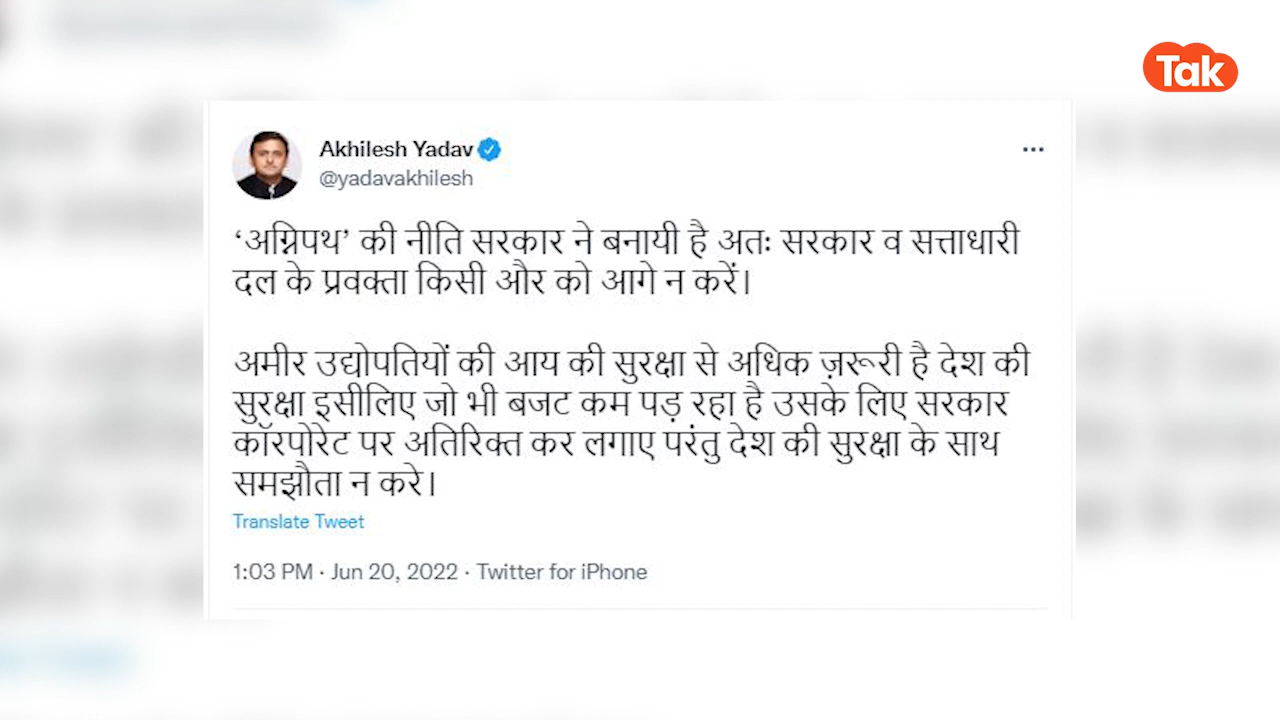 Tak
Akhilesh Yadav
@yadavakhilesh
‘अग्निपथ’ की नीति सरकार ने बनायी है अतः सरकार व सत्ताधारी
दल के प्रवक्ता किसी और को आगे न करें।
अमीर उद्योपतियों की आय की सुरक्षा से अधिक ज़रूरी है देश की
सुरक्षा इसीलिए जो भी बजट कम पड़ रहा है उसके लिए सरकार
कॉरपोरेट पर अतिरिक्त कर लगाए परंतु देश की सुरक्षा के साथ
समझौता न करे।
Translate Tweet
1:03 PM · Jun 20, 2022 · Twitter for iPhone